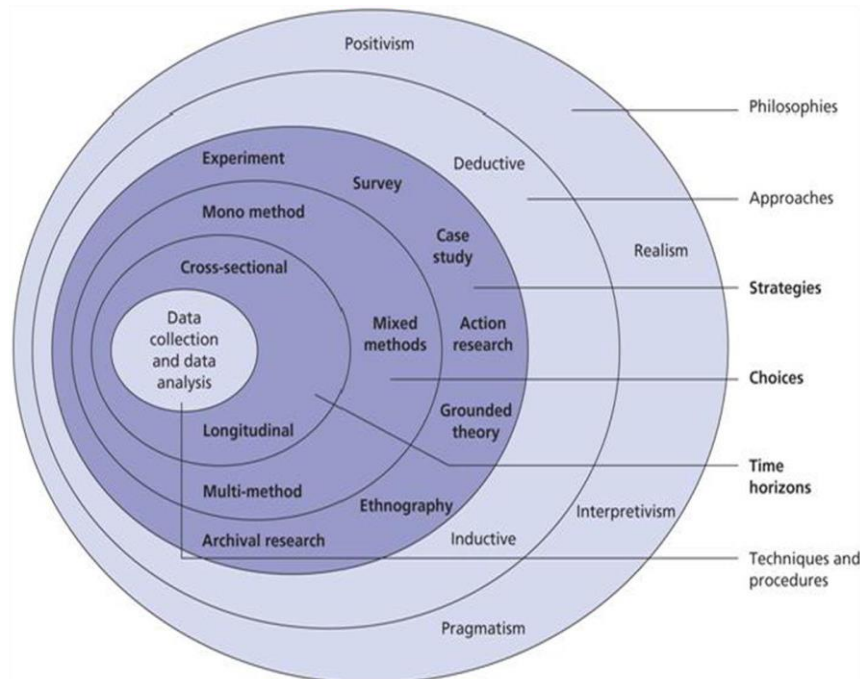 Positivism
Philosophies
Experiment
Deductive
Survey
Approaches
Mono method
Case
study
Realism
Cross-sectional
Strategies
Data
collection
and data
analysis
Mixed
methods
Action
research
Choices
Grounded
theory
Longitudinal
Time
horizons
Multi-method
Ethnography
Interpretivism
Archival research
Inductive
Techniques and
procedures
Pragmatism